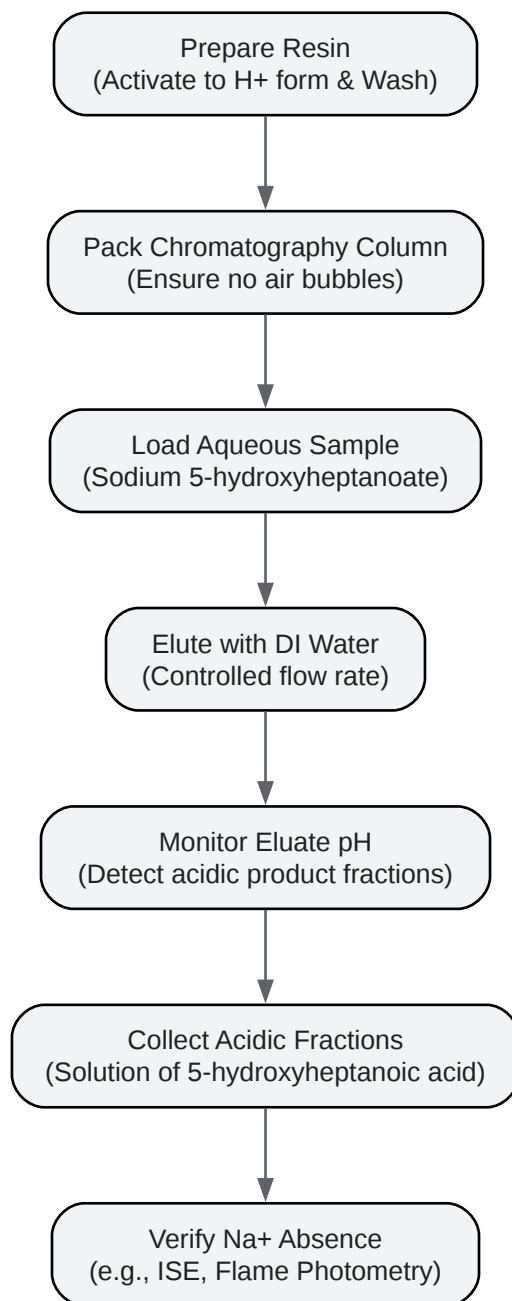 Prepare Resin
(Activate to H+ form & Wash)
Pack Chromatography Column
(Ensure no air bubbles)
Load Aqueous Sample
(Sodium 5-hydroxyheptanoate)
Elute with DI Water
(Controlled flow rate)
Monitor Eluate pH
(Detect acidic product fractions)
Collect Acidic Fractions
(Solution of 5-hydroxyheptanoic acid)
Verify Na+ Absence
(e.g., ISE, Flame Photometry)